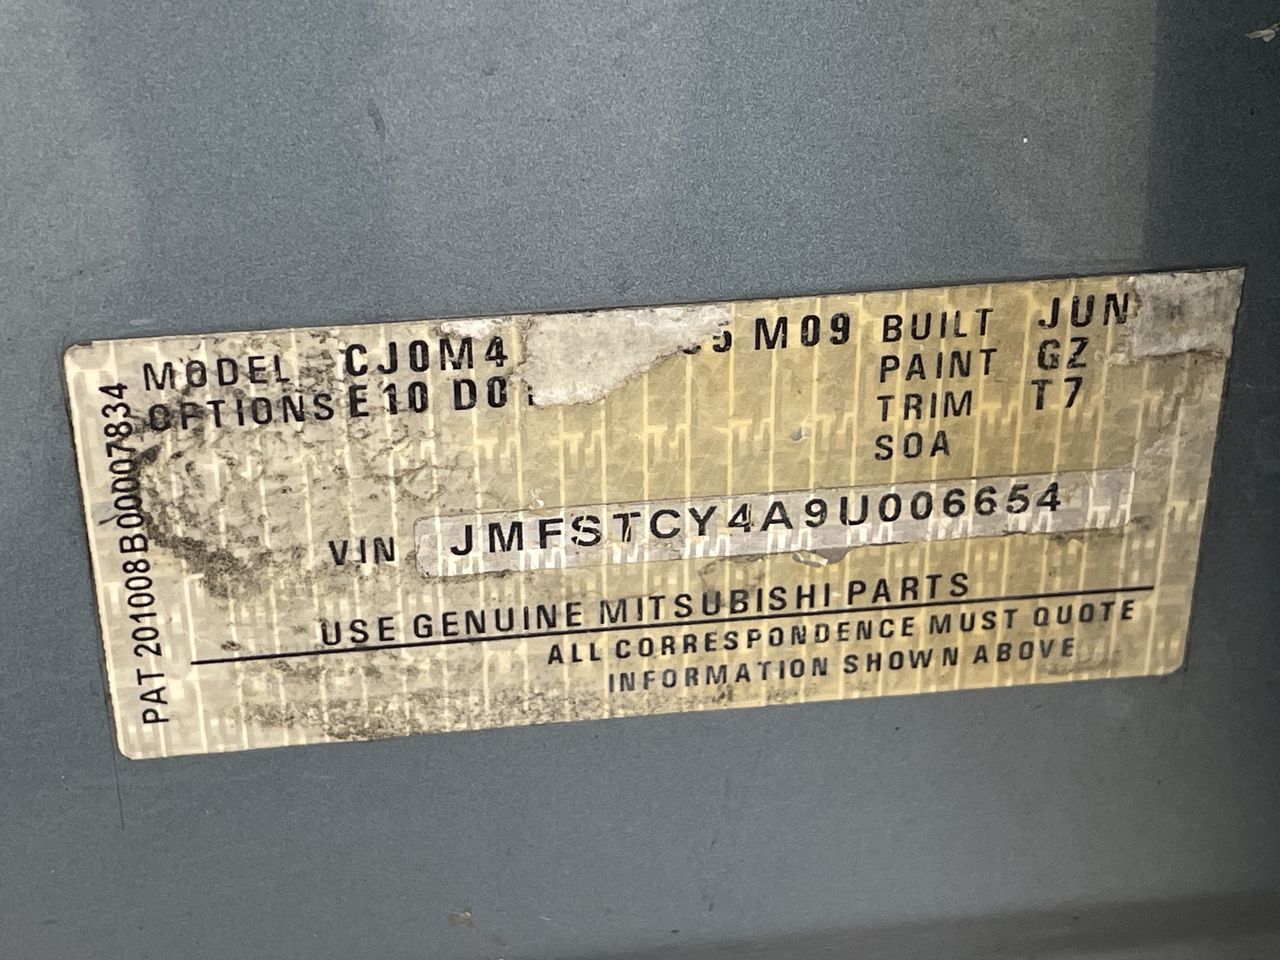 MODEL CJ0M4 M09 BUILT JUN
OPTIONS E10 PAINT GZ
TRIM T7
SOA
VIN JMFSTCY4A9U006654
USE GENUINE MITSUBISHI PARTS
ALL CORRESPONDENCE MUST QUOTE
INFORMATION SHOWN ABOVE
PAT 201008B00007834